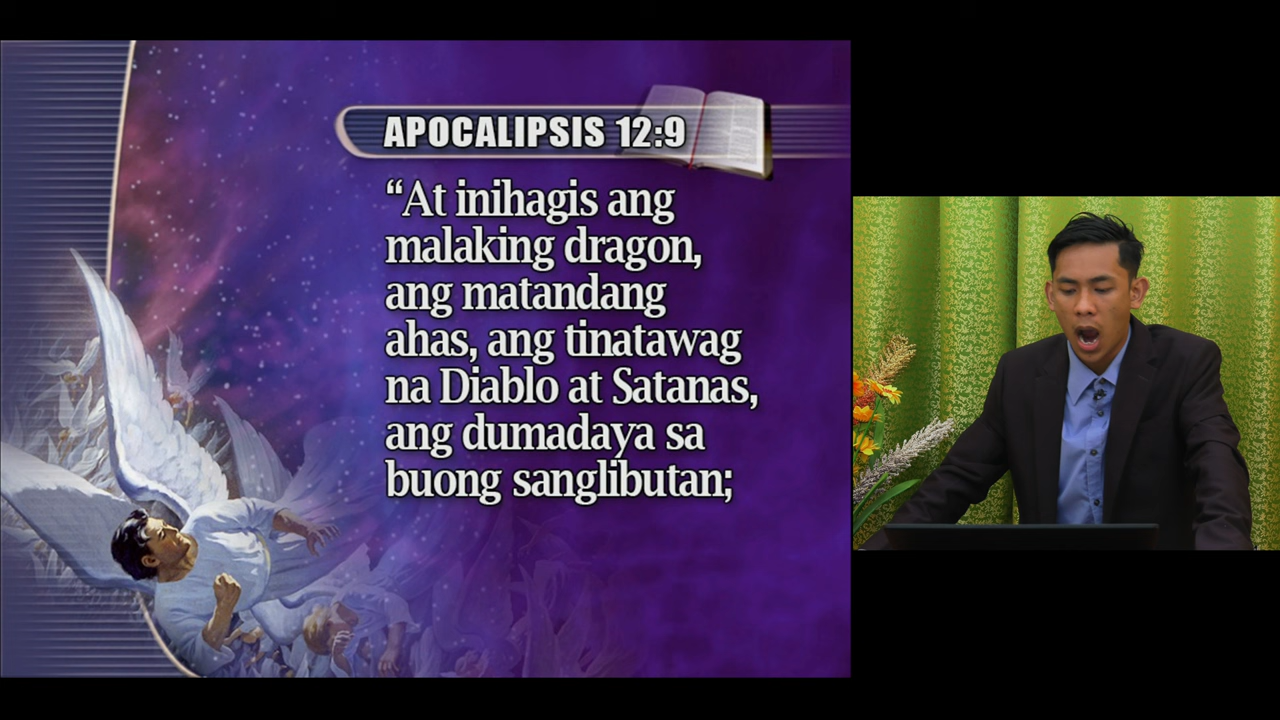 APOCALIPSIS 12:9
“At inihagis ang
malaking dragon,
ang matandang
ahas, ang tinatawag
na Diablo at Satanas,
ang dumadaya sa
buong sanglibutan;